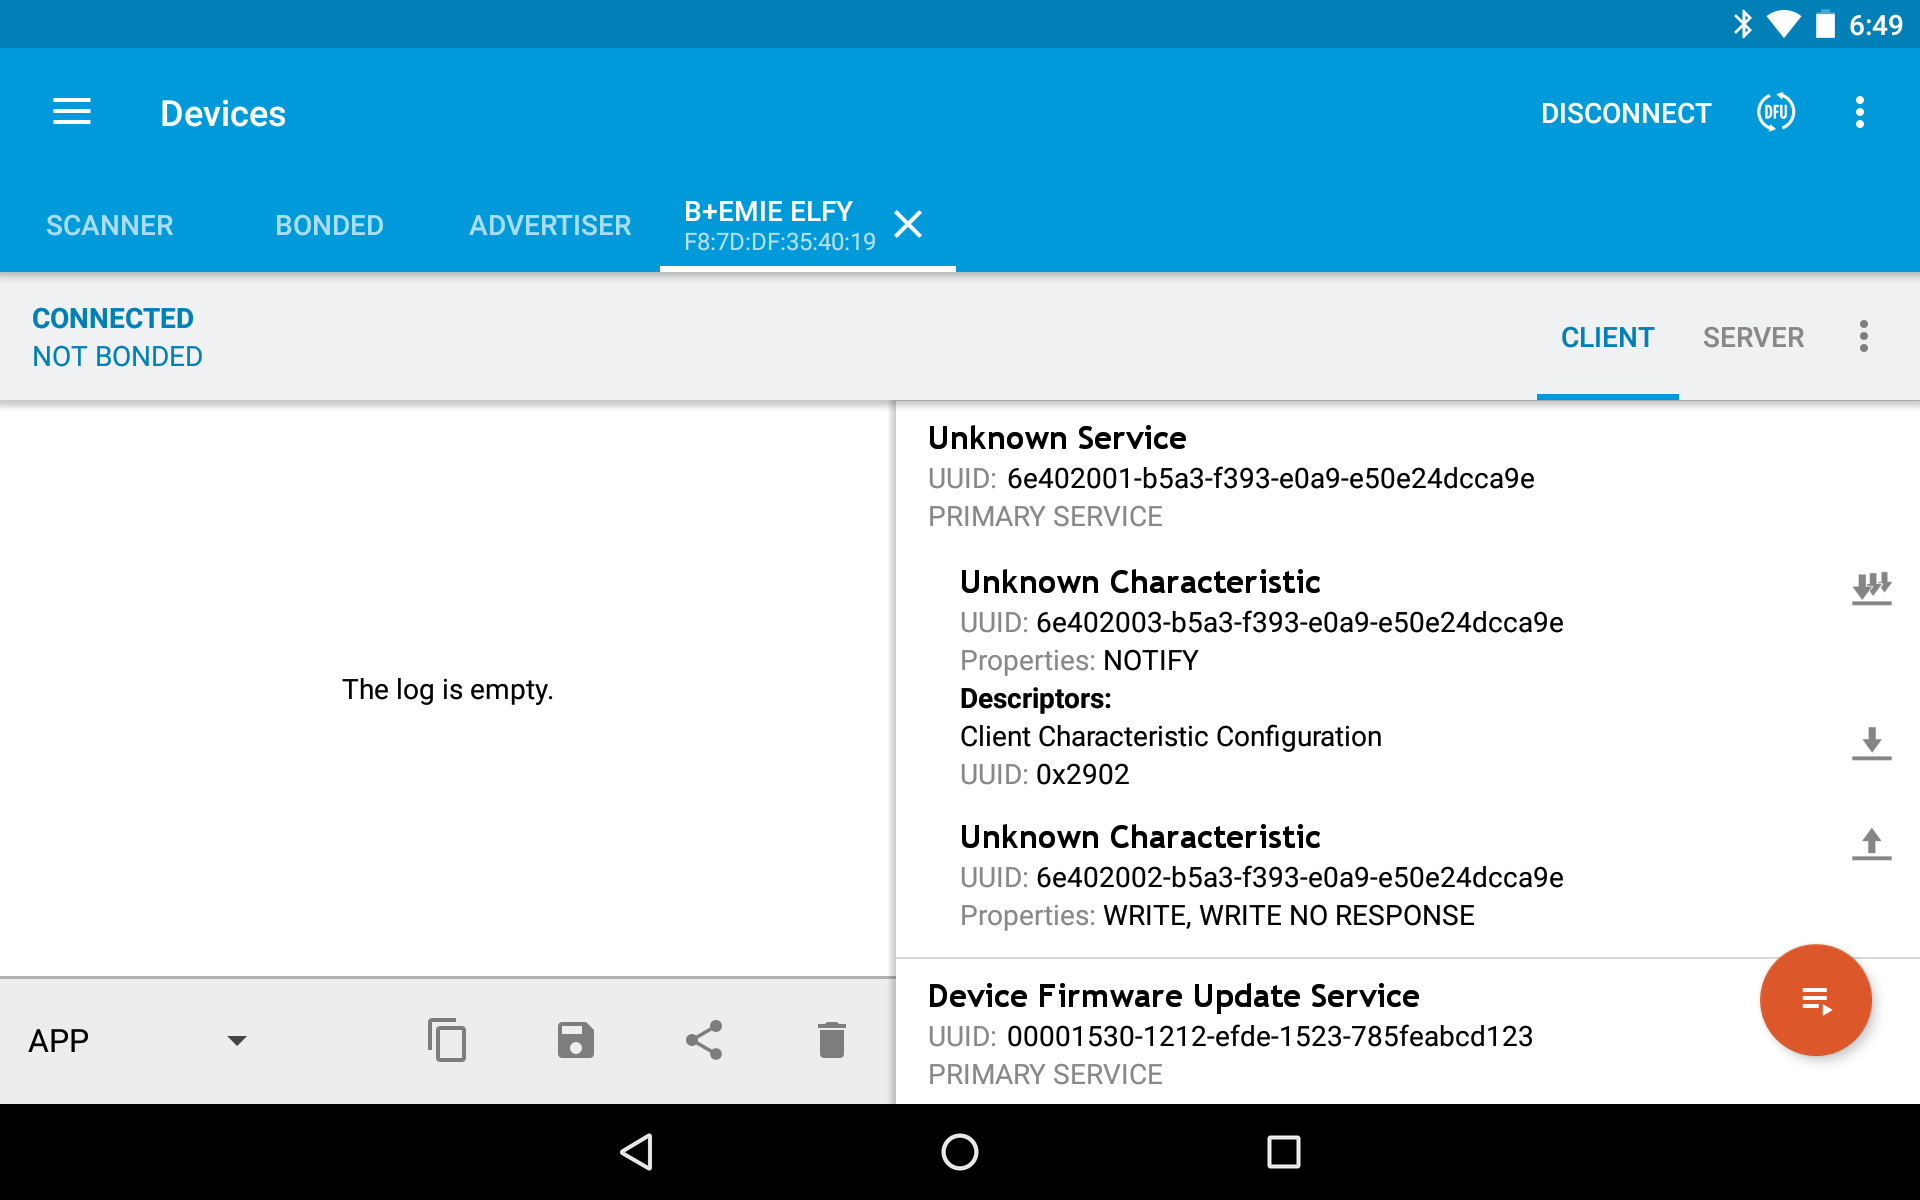 6:49
Devices
DISCONNECT
DFU
SCANNER
BONDED
ADVERTISER
B+EMIE ELFY
F8:7D:DF:35:40:19
CONNECTED
NOT BONDED
CLIENT
SERVER
The log is empty.
APP
Unknown Service
UUID: 6e402001-b5a3-f393-e0a9-e50e24dcca9e
PRIMARY SERVICE
Unknown Characteristic
UUID: 6e402003-b5a3-f393-e0a9-e50e24dcca9e
Properties: NOTIFY
Descriptors:
Client Characteristic Configuration
UUID: 0x2902
Unknown Characteristic
UUID: 6e402002-b5a3-f393-e0a9-e50e24dcca9e
Properties: WRITE, WRITE NO RESPONSE
Device Firmware Update Service
UUID: 00001530-1212-efde-1523-785feabcd123
PRIMARY SERVICE